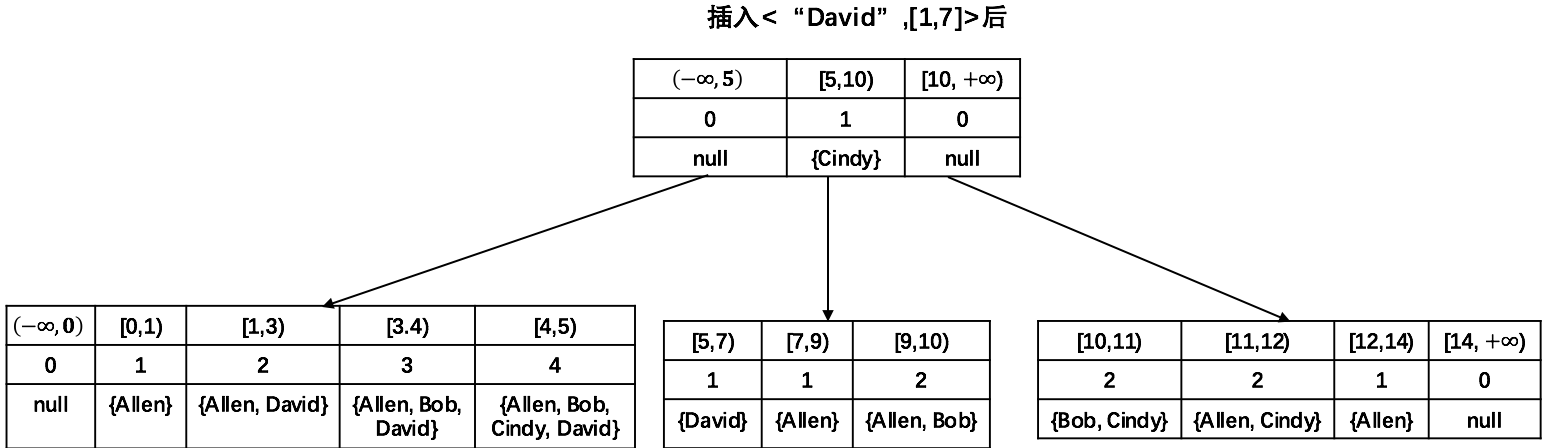 插入<“David”,[1,7]>后
(−∞,5) [5,10) [10, +∞)
0 1 0
null {Cindy} null
(−∞,0) [0,1) [1,3) [3.4) [4,5)
0 1 2 3 4
null {Allen} {Allen, David} {Allen, Bob, David} {Allen, Bob, Cindy, David}
[5,7) [7,9) [9,10)
1 1 2
{David} {Allen} {Allen, Bob}
[10,11) [11,12) [12,14) [14, +∞)
2 2 1 0
{Bob, Cindy} {Allen, Cindy} {Allen} null